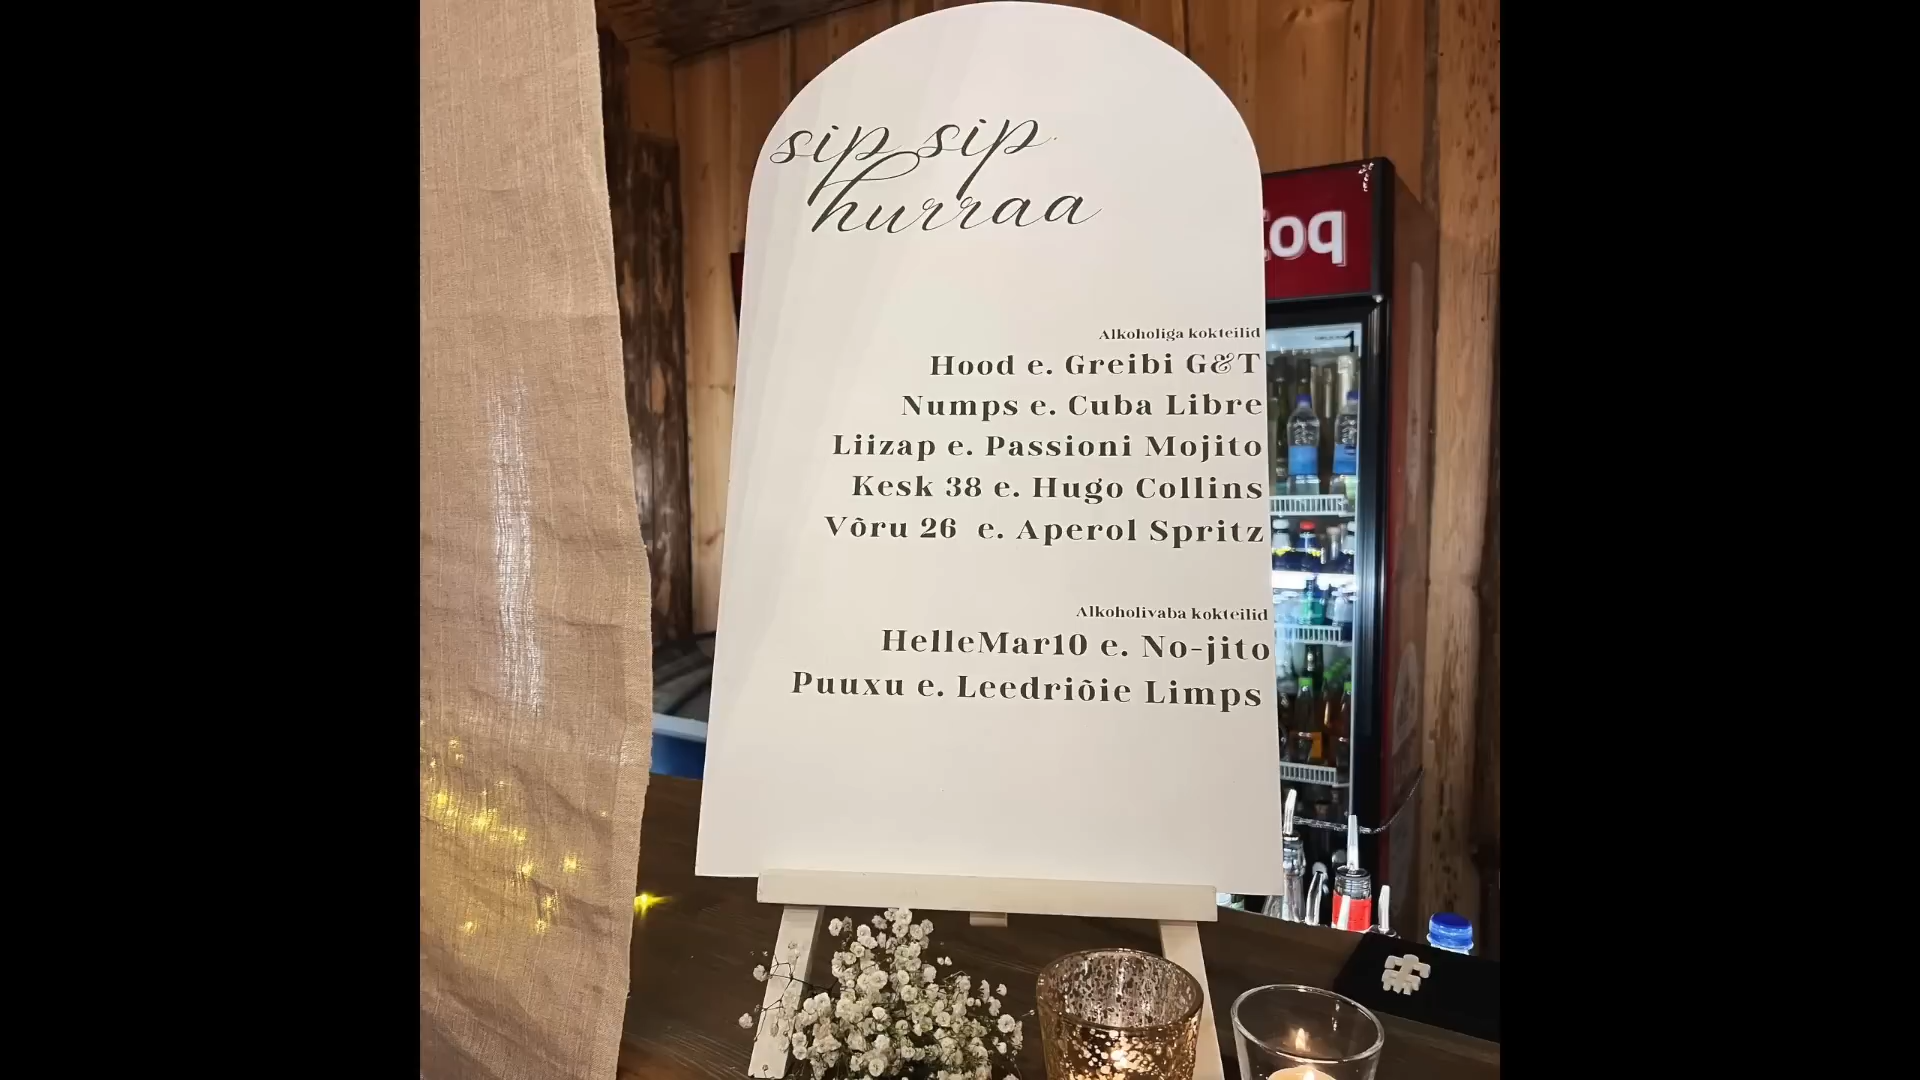 sip sip
hurraa
Alkoholiga kokteilid
Hood e. Greibi G&T
Numps e. Cuba Libre
Liizap e. Passioni Mojito
Kesk 38 e. Hugo Collins
Võru 26 e. Aperol Spritz
Alkoholivaba kokteilid
HelleMar10 e. No-jito
Puuxu e. Leedriõie Limps